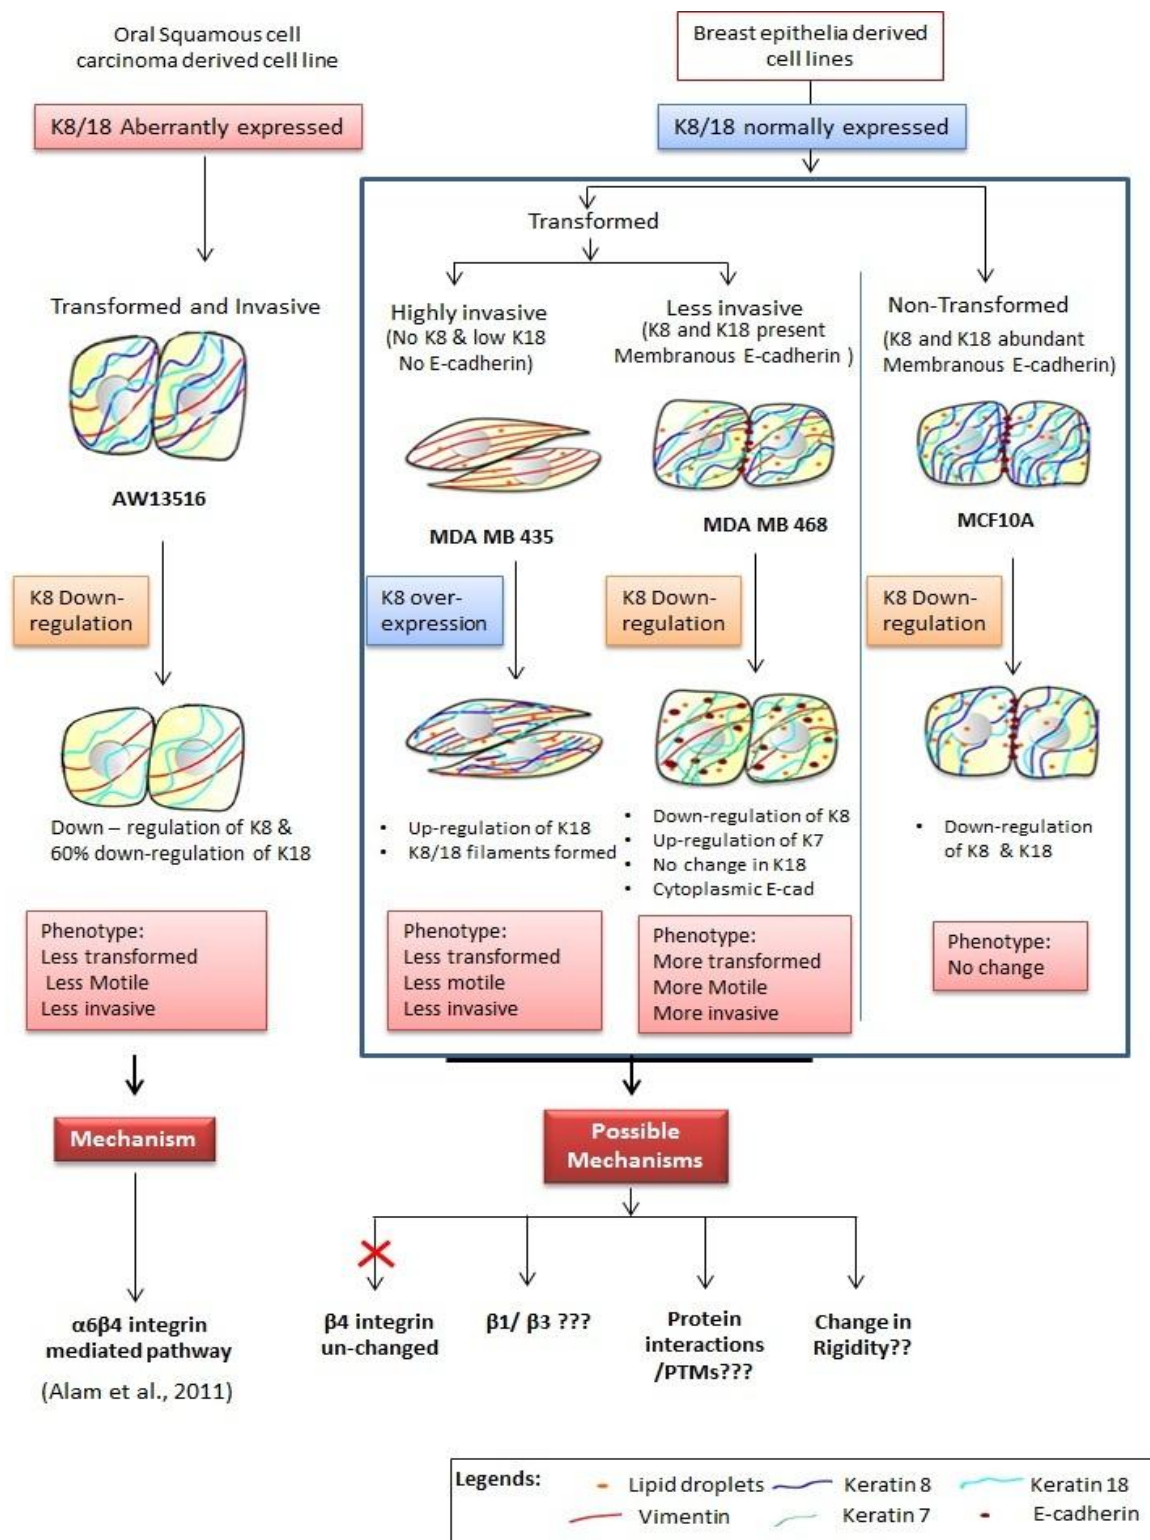 Oral Squamous cell
carcinoma derived cell line
K8/18 Aberrantly expressed
Transformed and Invasive
AW13516
K8 Down-
regulation
Down – regulation of K8 &
60% down-regulation of K18
Phenotype:
Less transformed
Less Motile
Less invasive
Mechanism
α6β4 integrin
mediated pathway
(Alam et al., 2011)
Breast epithelia derived
cell lines
K8/18 normally expressed
Transformed
Highly invasive
(No K8 & low K18
No E-cadherin)
MDA MB 435
K8 over-
expression
• Up-regulation of K18
• K8/18 filaments formed
Phenotype:
Less transformed
Less motile
Less invasive
Less invasive
(K8 and K18 present
Membranous E-cadherin )
MDA MB 468
K8 Down-
regulation
• Down-regulation of K8
• Up-regulation of K7
• No change in K18
• Cytoplasmic E-cad
Phenotype:
More transformed
More Motile
More invasive
Non-Transformed
(K8 and K18 abundant
Membranous E-cadherin)
MCF10A
K8 Down-
regulation
• Down-regulation
of K8 & K18
Phenotype:
No change
Possible
Mechanisms
β4 integrin
un-changed
β1/ β3 ???
Protein
interactions
/PTMs???
Change in
Rigidity??
Legends:
Lipid droplets
Keratin 8
Keratin 18
Vimentin
Keratin 7
E-cadherin